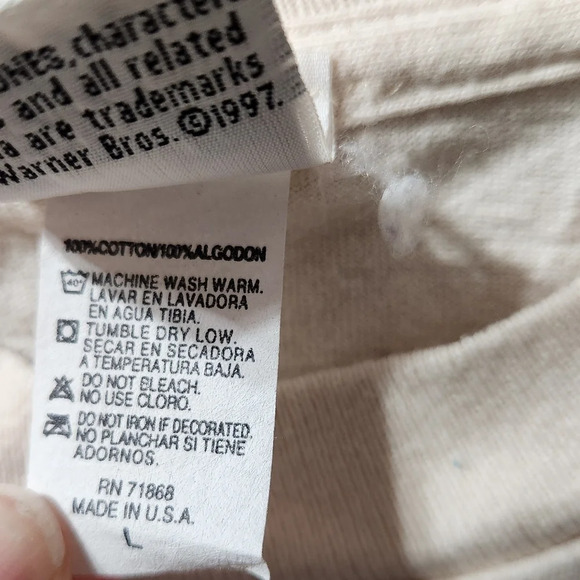 characters
and all related
are trademarks
Warner Bros. ©1997.
100%COTTON/100%ALGODON
40°
MACHINE WASH WARM.
LAVAR EN LAVADORA
EN AGUA TIBIA.
TUMBLE DRY LOW.
SECAR EN SECADORA
A TEMPERATURA BAJA.
DO NOT BLEACH.
NO USE CLORO.
DO NOT IRON IF DECORATED.
NO PLANCHAR SI TIENE
ADORNOS.
RN 71868
MADE IN U.S.A.
L